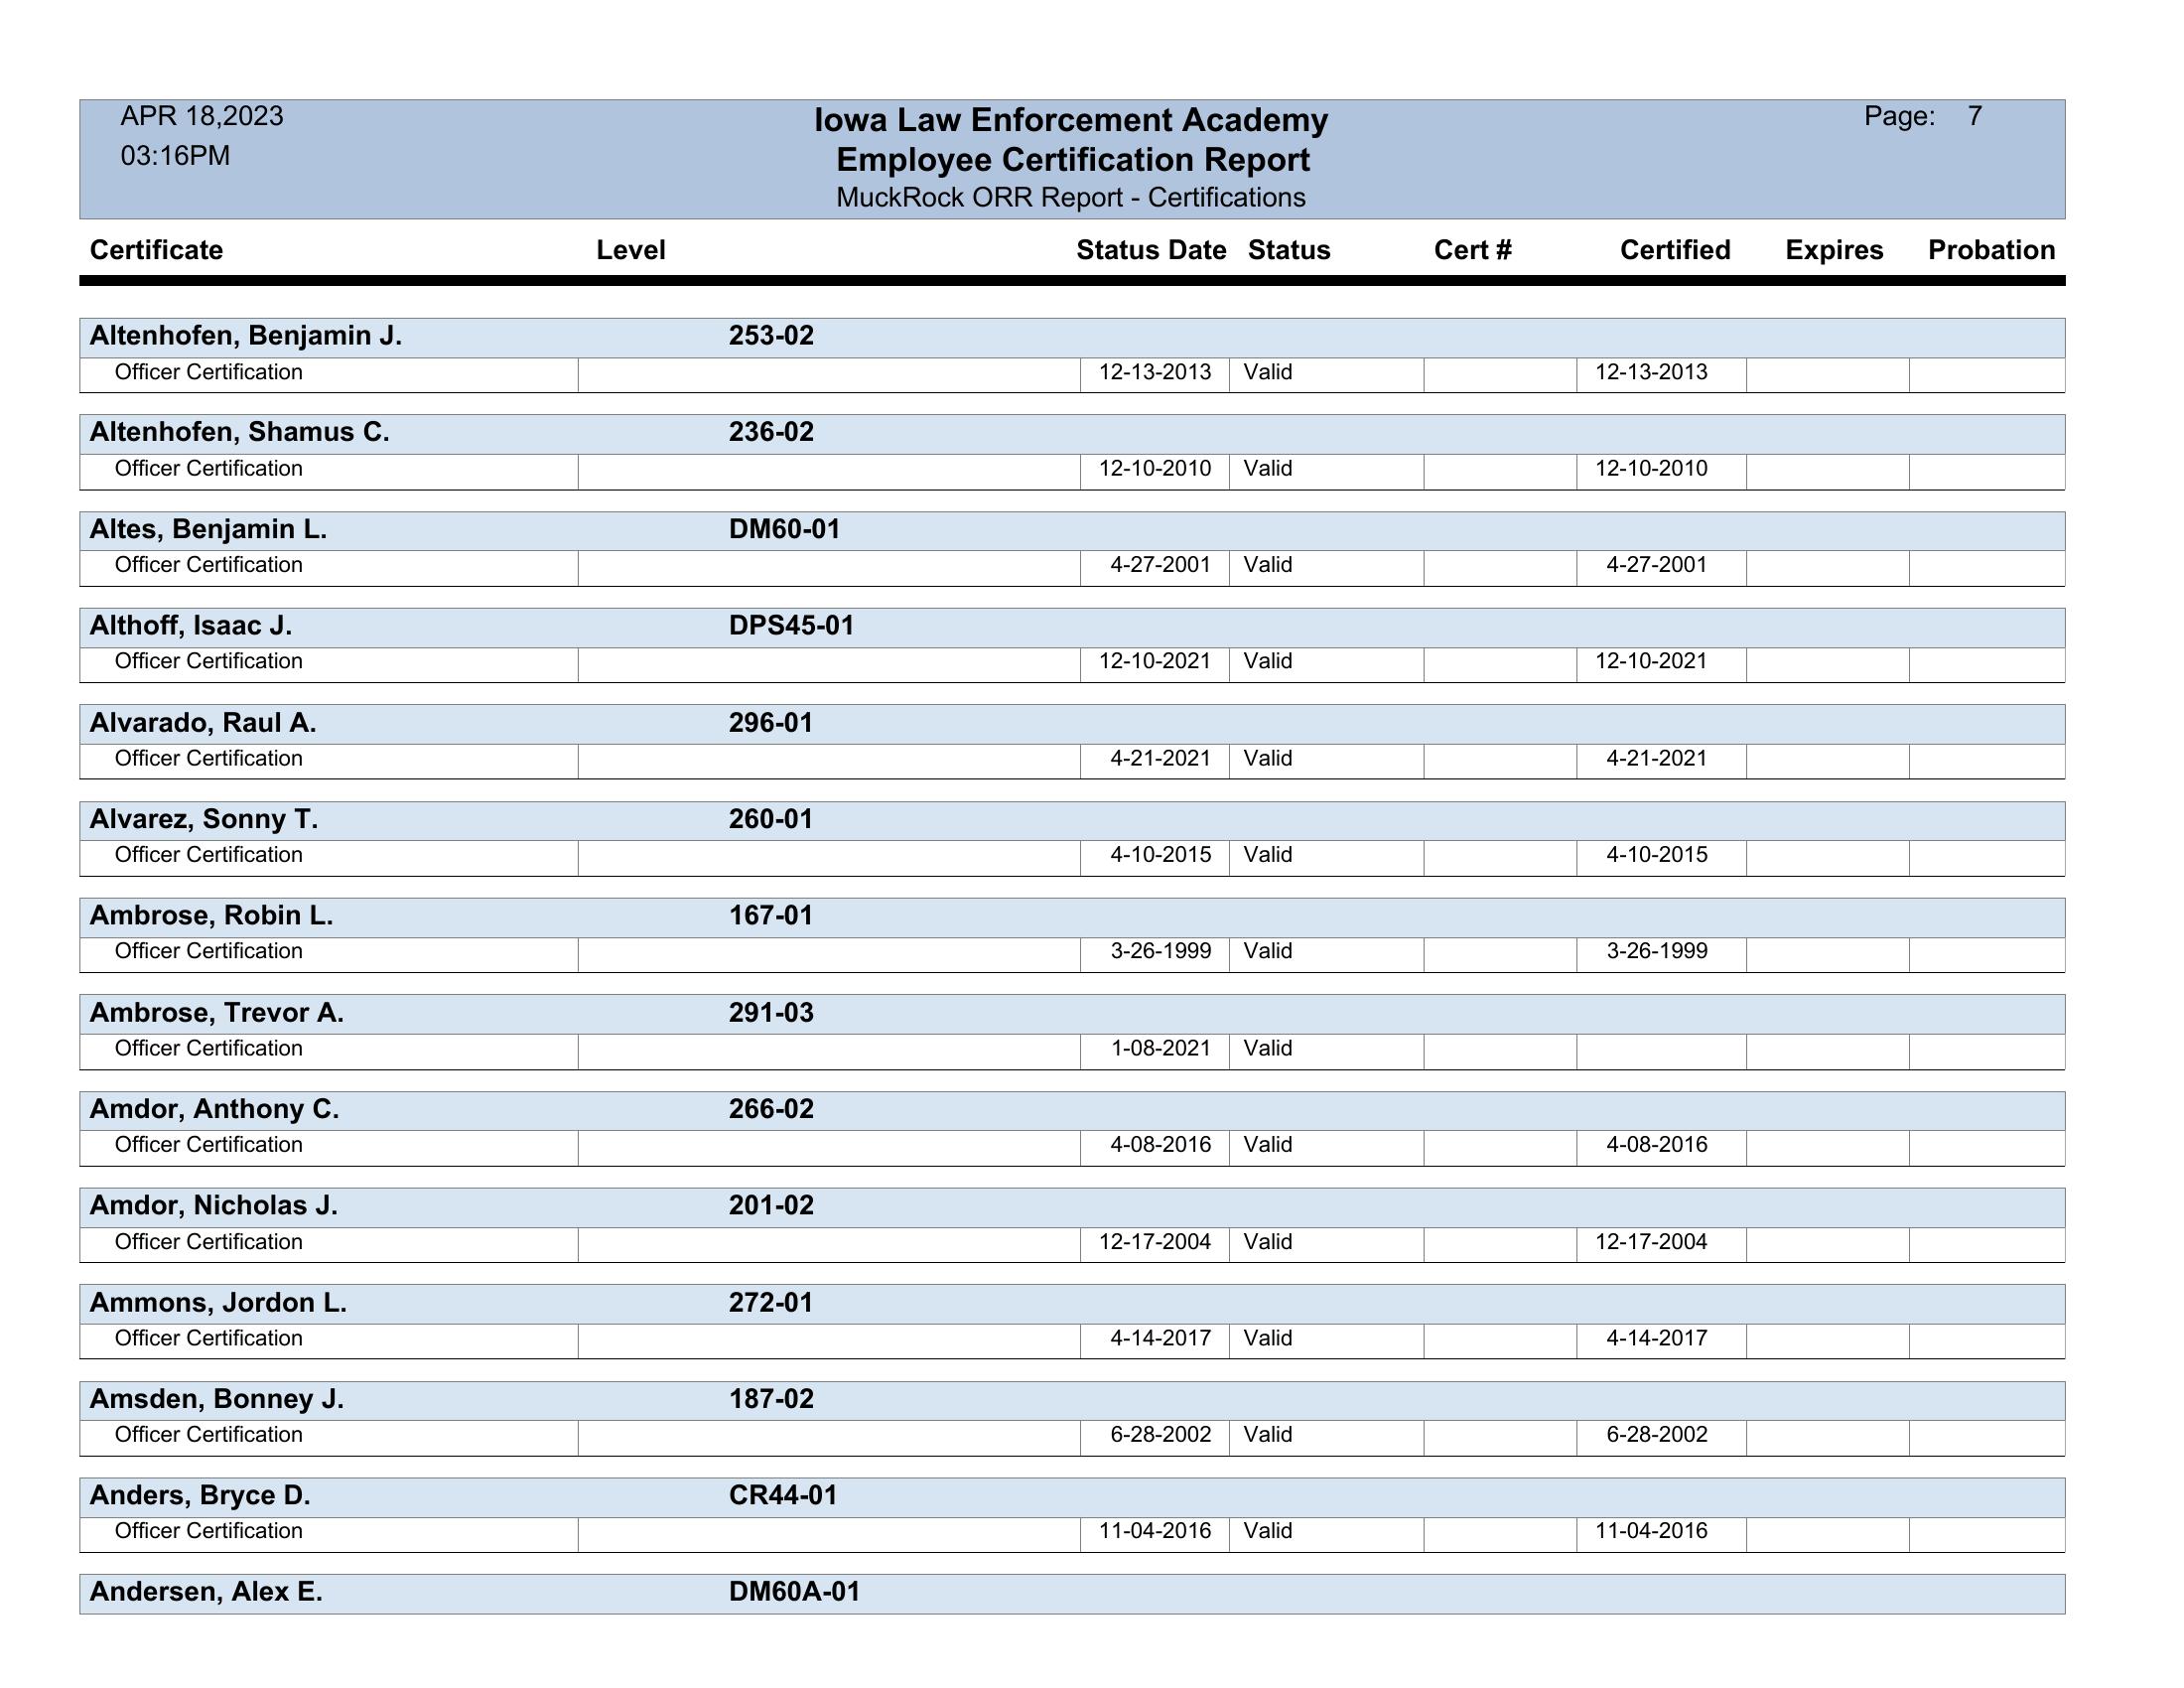 APR 18,2023
03:16PM
Iowa Law Enforcement Academy
Employee Certification Report
MuckRock ORR Report - Certifications
Page: 7
Certificate Level Status Date Status Cert # Certified Expires Probation
Altenhofen, Benjamin J. 253-02
Officer Certification 12-13-2013 Valid 12-13-2013
Altenhofen, Shamus C. 236-02
Officer Certification 12-10-2010 Valid 12-10-2010
Altes, Benjamin L. DM60-01
Officer Certification 4-27-2001 Valid 4-27-2001
Althoff, Isaac J. DPS45-01
Officer Certification 12-10-2021 Valid 12-10-2021
Alvarado, Raul A. 296-01
Officer Certification 4-21-2021 Valid 4-21-2021
Alvarez, Sonny T. 260-01
Officer Certification 4-10-2015 Valid 4-10-2015
Ambrose, Robin L. 167-01
Officer Certification 3-26-1999 Valid 3-26-1999
Ambrose, Trevor A. 291-03
Officer Certification 1-08-2021 Valid
Amdor, Anthony C. 266-02
Officer Certification 4-08-2016 Valid 4-08-2016
Amdor, Nicholas J. 201-02
Officer Certification 12-17-2004 Valid 12-17-2004
Ammons, Jordon L. 272-01
Officer Certification 4-14-2017 Valid 4-14-2017
Amsden, Bonney J. 187-02
Officer Certification 6-28-2002 Valid 6-28-2002
Anders, Bryce D. CR44-01
Officer Certification 11-04-2016 Valid 11-04-2016
Andersen, Alex E. DM60A-01